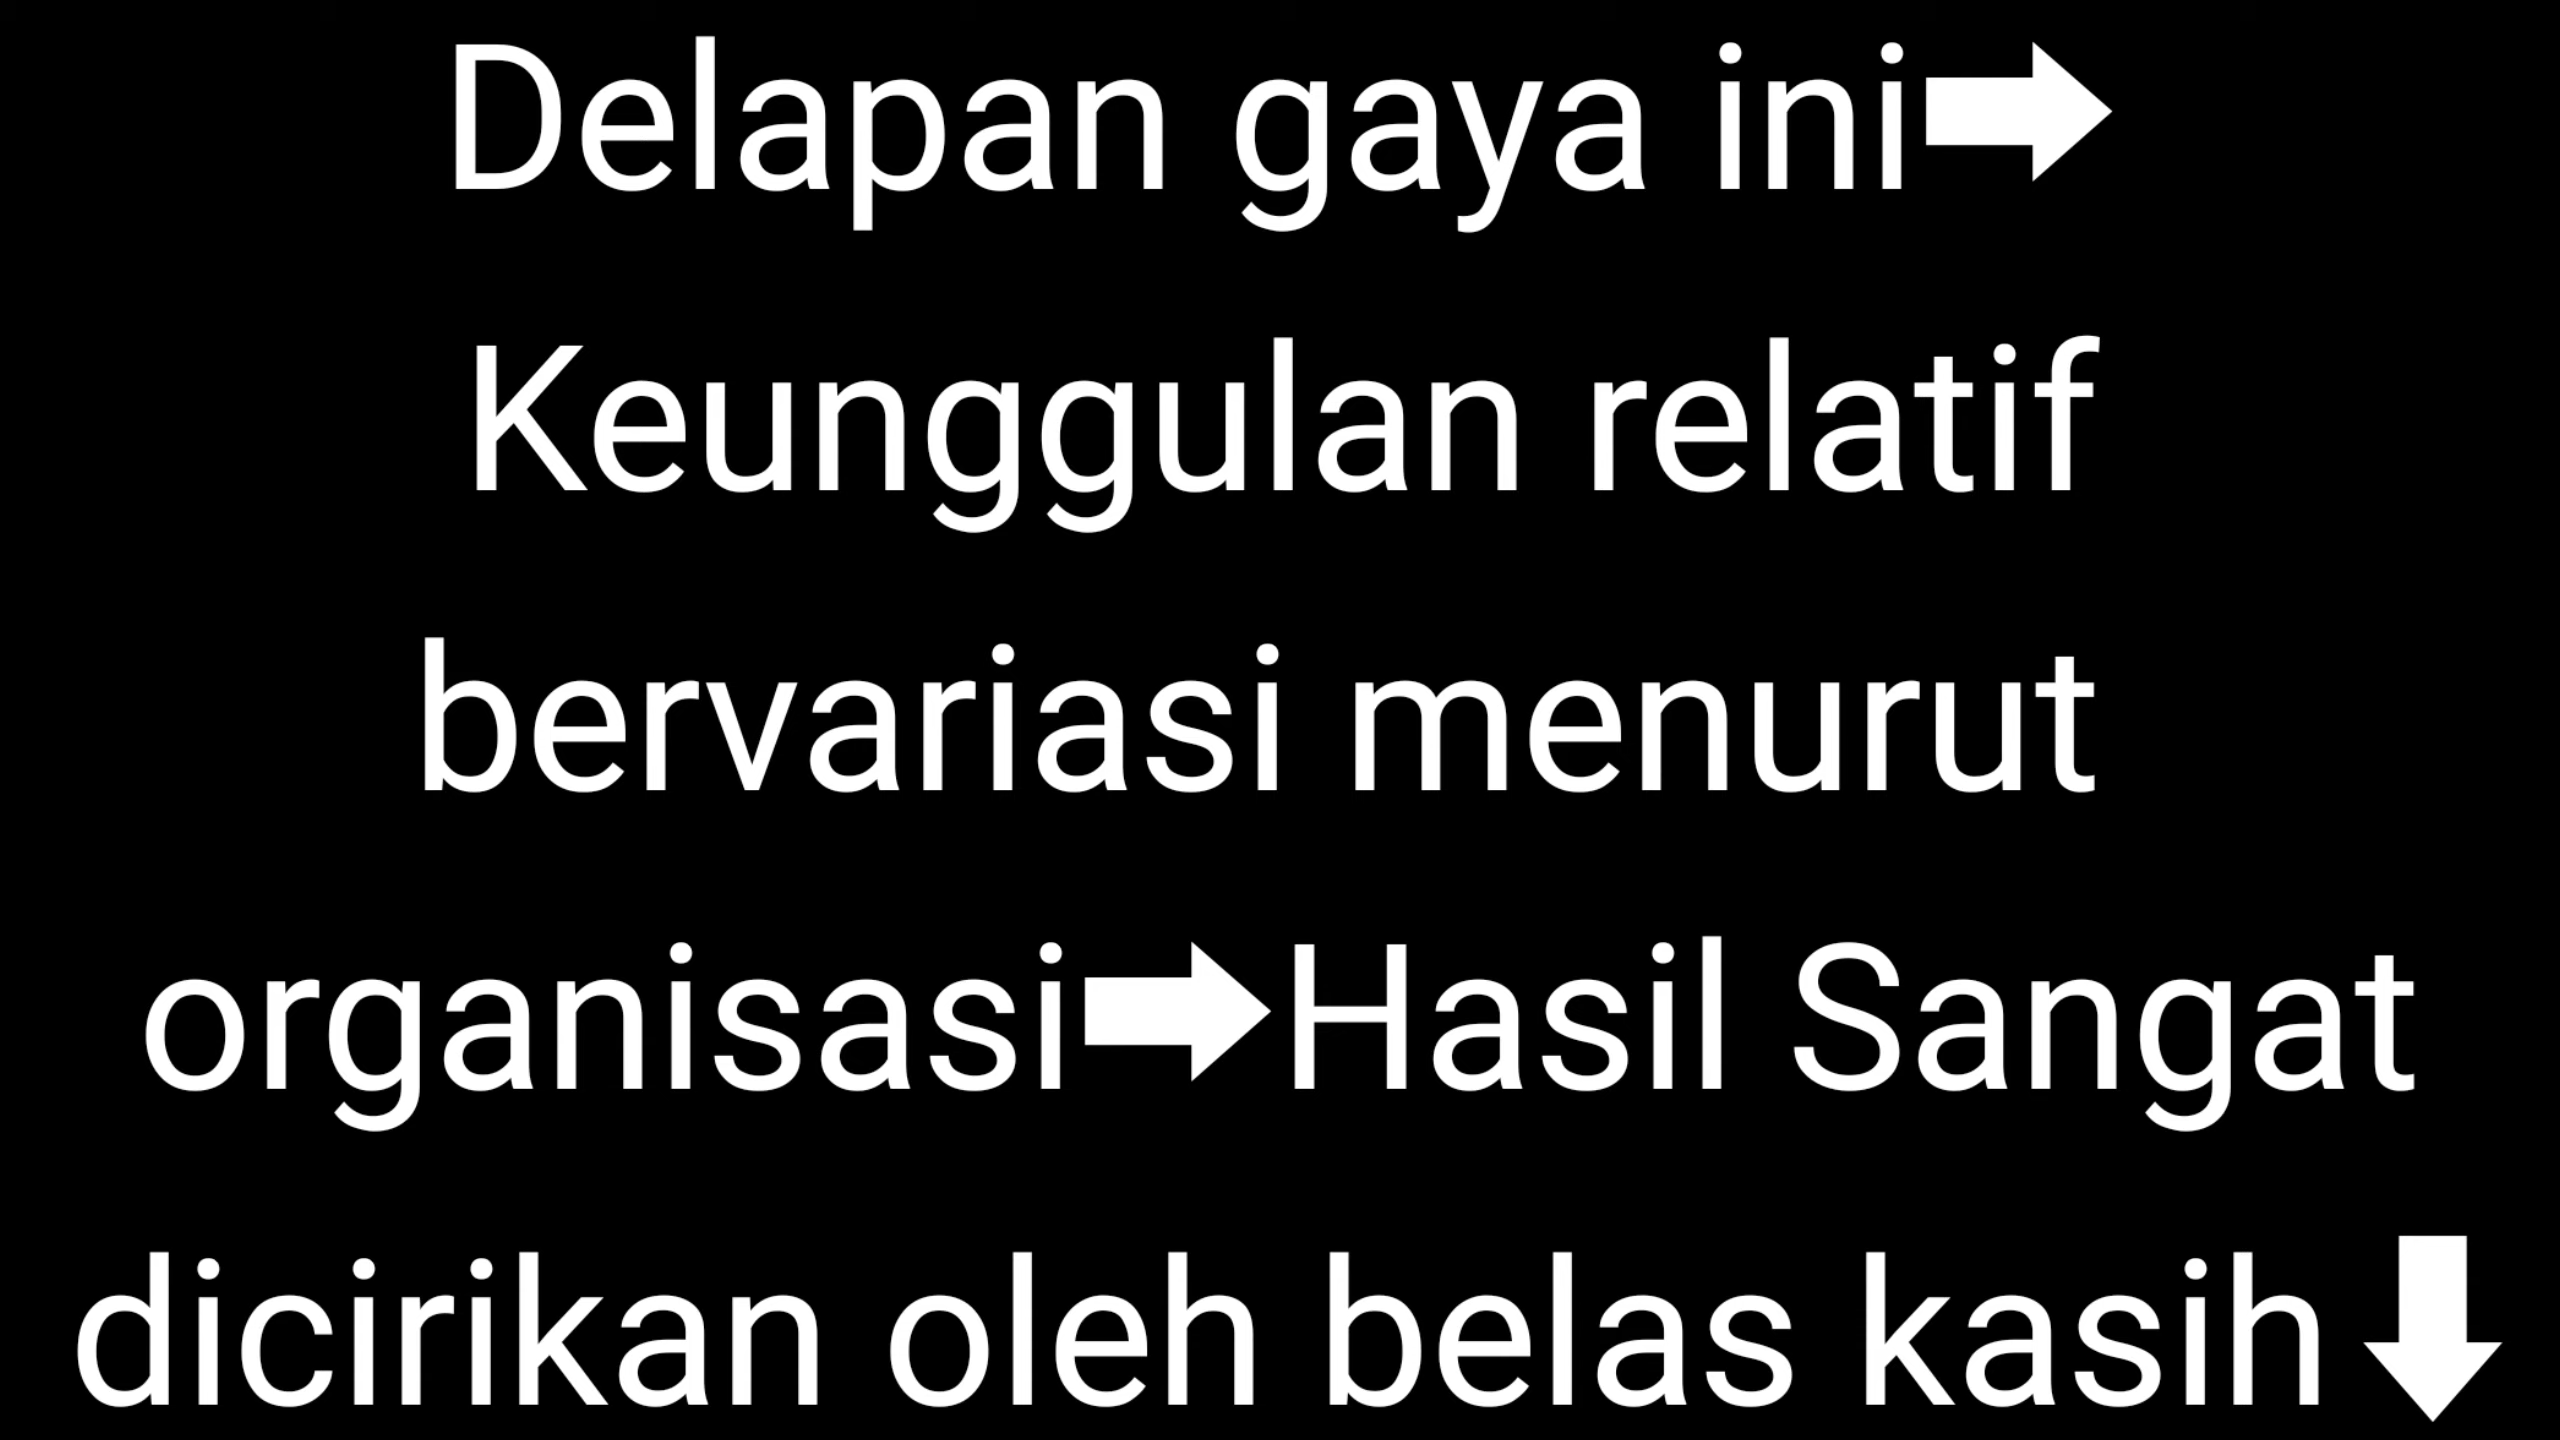 Delapan gaya ini➡
Keunggulan relatif
bervariasi menurut
organisasi➡Hasil Sangat
dicirikan oleh belas kasih⬇